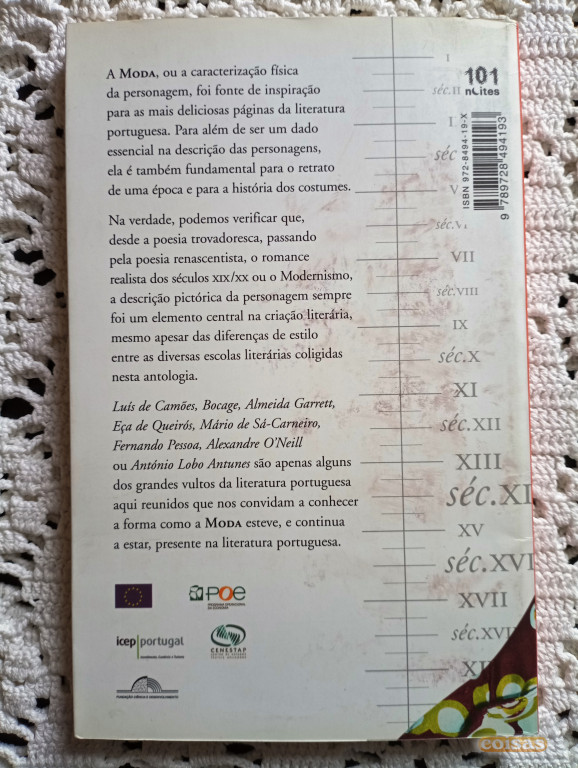 A MODA, ou a caracterização física
da personagem, foi fonte de inspiração
para as mais deliciosas páginas da literatura
portuguesa. Para além de ser um dado
essencial na descrição das personagens,
ela é também fundamental para o retrato
de uma época e para a história dos costumes.
Na verdade, podemos verificar que,
desde a poesia trovadoresca, passando
pela poesia renascentista, o romance
realista dos séculos XIX/XX ou o Modernismo,
a descrição pictórica da personagem sempre
foi um elemento central na criação literária,
mesmo apesar das diferenças de estilo
entre as diversas escolas literárias coligidas
nesta antologia.
Luís de Camões, Bocage, Almeida Garrett,
Eça de Queirós, Mário de Sá-Carneiro,
Fernando Pessoa, Alexandre O'Neill
ou António Lobo Antunes são apenas alguns
dos grandes vultos da literatura portuguesa
aqui reunidos que nos convidam a conhecer
a forma como a MODA esteve, e continua
a estar, presente na literatura portuguesa.
POe
icep portugal
CENESTAP
FUNDAÇÃO CIÊNCIA E DESENVOLVIMENTO
101
nоites
ISBN 972-8494-19-X
9 789728 494193
I
séc.II
I
séc
V
séc.VI
VII
séc.VIII
IX
séc.X
XI
séc.XII
XIII
séc.XI
XV
séc.XVI
XVII
séc.XVI
XI
coisas